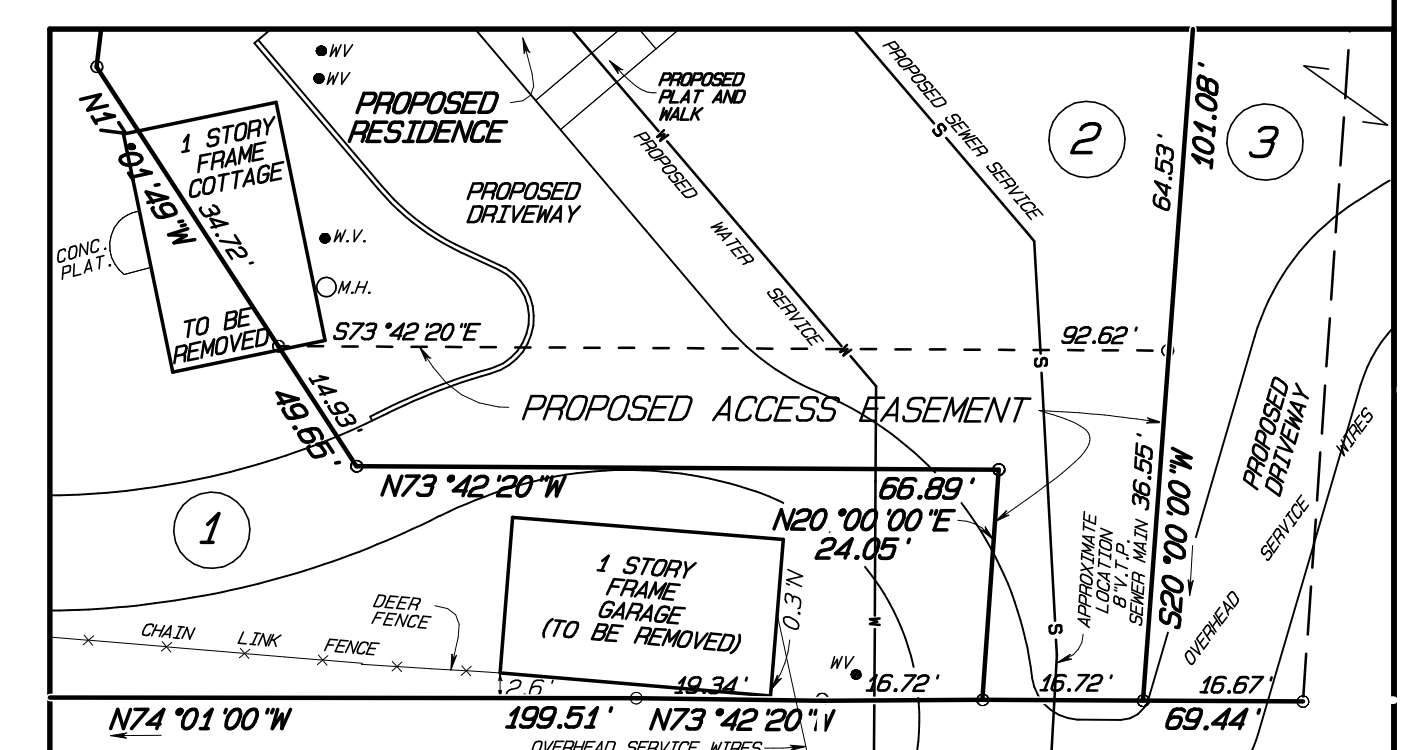 WV
WV
PROPOSED
RESIDENCE
PROPOSED
PLAT AND
WALK
PROPOSED SEWER SERVICE
S
2
64.53'
101.08'
3
N17°01'49"W
1 STORY
FRAME
COTTAGE
34.72'
TO BE
REMOVED
CONC.
PLAT.
W.V.
M.H.
PROPOSED
DRIVEWAY
W
PROPOSED WATER SERVICE
W
S73°42'20"E
92.62'
S
14.93'
49.65'
PROPOSED ACCESS EASEMENT
PROPOSED
DRIVEWAY
OVERHEAD SERVICE WIRES
N73°42'20"W
66.89'
N20°00'00"E
24.05'
36.55'
S20°00'00"W
1
1 STORY
FRAME
GARAGE
(TO BE REMOVED)
0.3'N
APPROXIMATE
LOCATION
8"V.T.P.
SEWER MAIN
DEER
FENCE
CHAIN LINK FENCE
W
S
WV
2.6'
19.34'
16.72'
16.72'
16.67'
N74°01'00"W
199.51'
N73°42'20"W
69.44'
OVERHEAD SERVICE WIRES